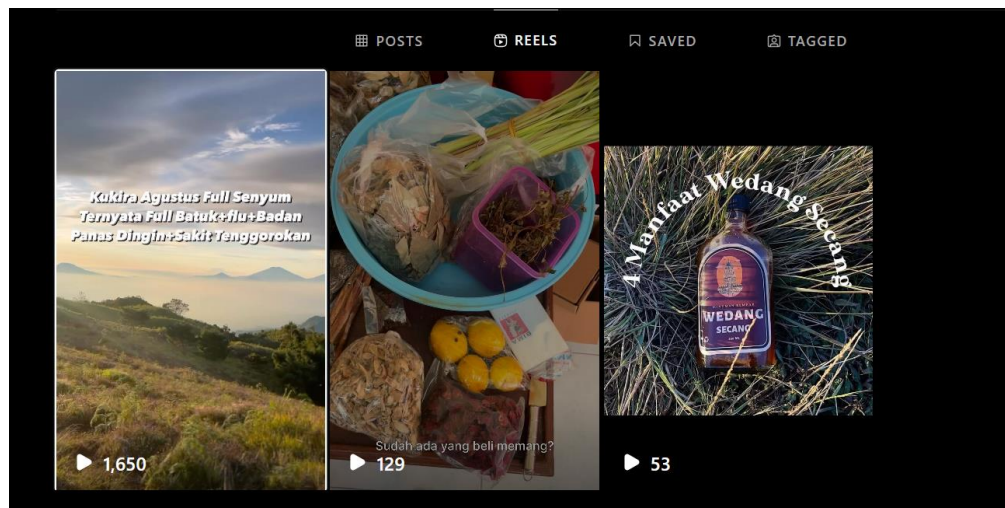 POSTS
REELS
SAVED
TAGGED
Kukira Agustus Full Senyum
Ternyata Full Batuk+flu+Badan
Panas Dingin+Sakit Tenggorokan
1,650
Sudah ada yang beli memang?
129
4 Manfaat Wedang Secang
WEDANG
SECANG
53